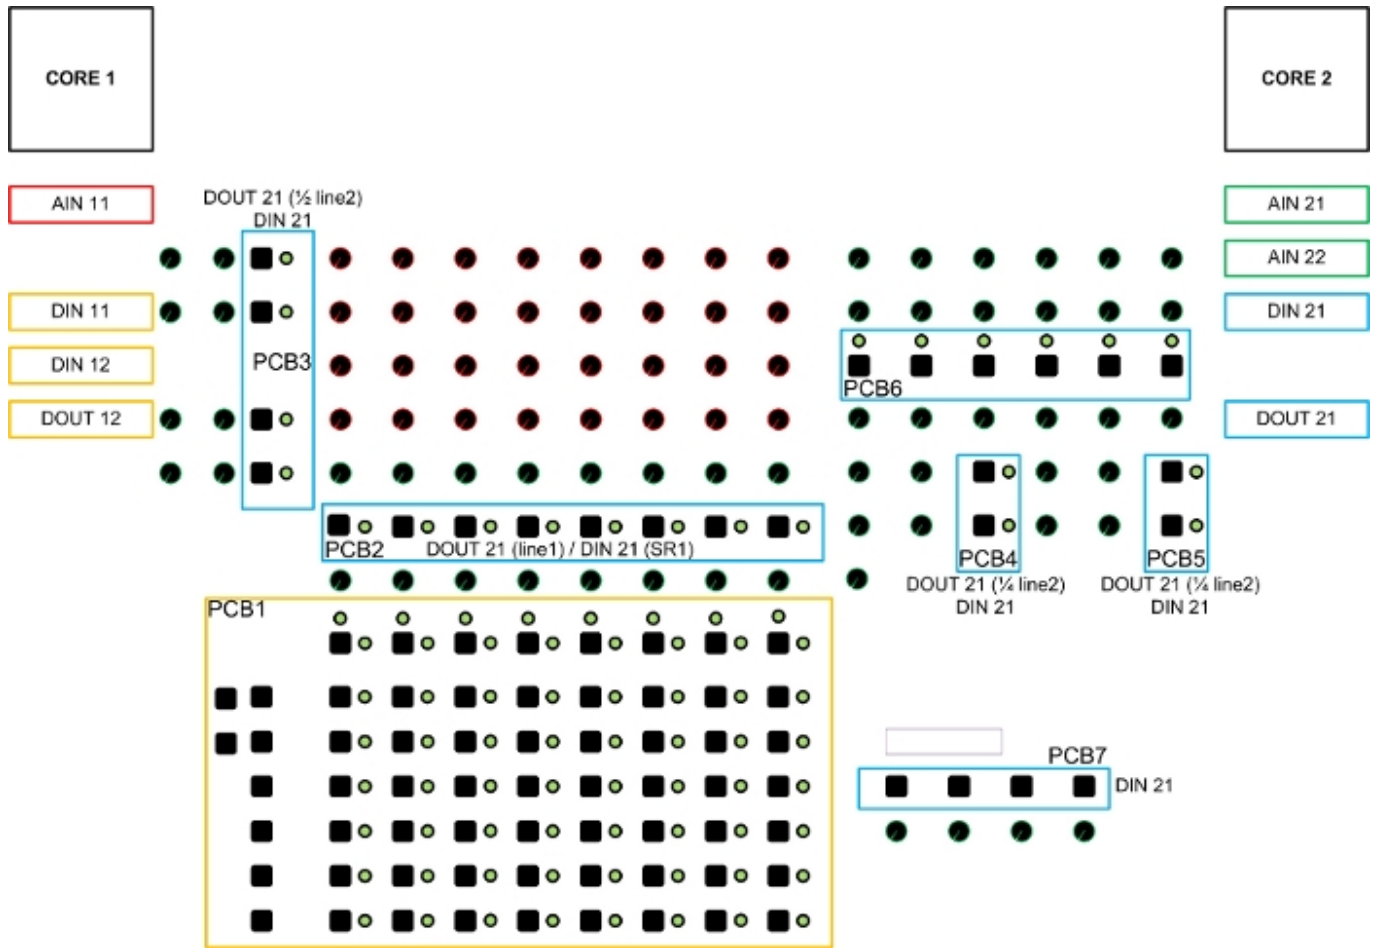 CORE 1
CORE 2
AIN 11
DOUT 21 (½ line2)
DIN 21
AIN 21
AIN 22
DIN 11
DIN 21
DIN 12
PCB3
PCB6
DOUT 12
DOUT 21
PCB2
DOUT 21 (line1) / DIN 21 (SR1)
PCB4
PCB5
DOUT 21 (¼ line2)
DIN 21
DOUT 21 (¼ line2)
DIN 21
PCB1
PCB7
DIN 21